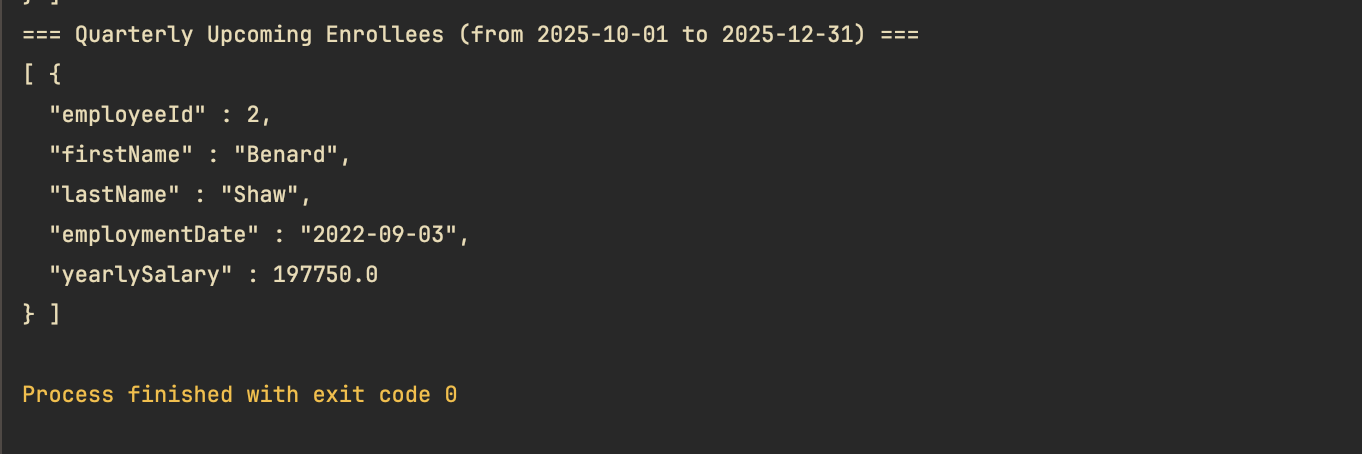 } ]
=== Quarterly Upcoming Enrollees (from 2025-10-01 to 2025-12-31) ===
[ {
  "employeeId" : 2,
  "firstName" : "Benard",
  "lastName" : "Shaw",
  "employmentDate" : "2022-09-03",
  "yearlySalary" : 197750.0
} ]
Process finished with exit code 0